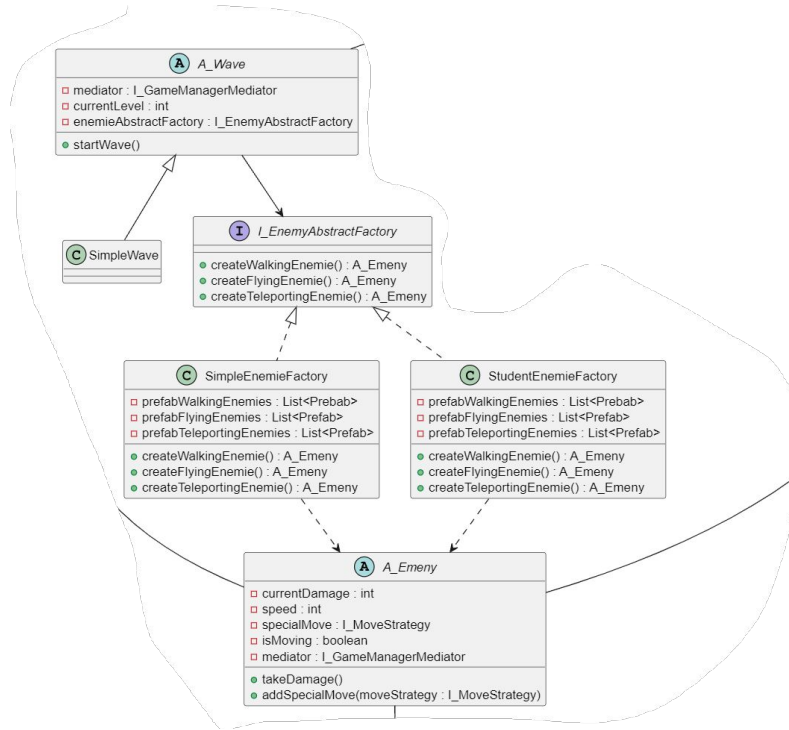 A A_Wave
mediator : I_GameManagerMediator
currentLevel : int
enemieAbstractFactory : I_EnemyAbstractFactory
startWave()
C SimpleWave
I I_EnemyAbstractFactory
createWalkingEnemie() : A_Emeny
createFlyingEnemie() : A_Emeny
createTeleportingEnemie() : A_Emeny
C SimpleEnemieFactory
prefabWalkingEnemies : List<Prebab>
prefabFlyingEnemies : List<Prefab>
prefabTeleportingEnemies : List<Prefab>
createWalkingEnemie() : A_Emeny
createFlyingEnemie() : A_Emeny
createTeleportingEnemie() : A_Emeny
C StudentEnemieFactory
prefabWalkingEnemies : List<Prebab>
prefabFlyingEnemies : List<Prefab>
prefabTeleportingEnemies : List<Prefab>
createWalkingEnemie() : A_Emeny
createFlyingEnemie() : A_Emeny
createTeleportingEnemie() : A_Emeny
A A_Emeny
currentDamage : int
speed : int
specialMove : I_MoveStrategy
isMoving : boolean
mediator : I_GameManagerMediator
takeDamage()
addSpecialMove(moveStrategy : I_MoveStrategy)